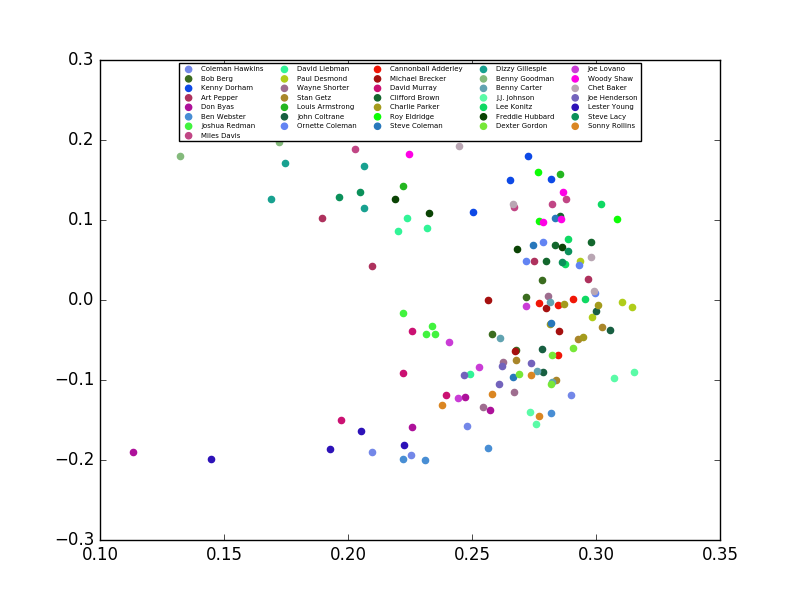 0.3
Coleman Hawkins David Liebman Cannonball Adderley Dizzy Gillespie Joe Lovano
Bob Berg Paul Desmond Michael Brecker Benny Goodman Woody Shaw
Kenny Dorham Wayne Shorter David Murray Benny Carter Chet Baker
Art Pepper Stan Getz Clifford Brown J.J. Johnson Joe Henderson
Don Byas Louis Armstrong Charlie Parker Lee Konitz Lester Young
Ben Webster John Coltrane Roy Eldridge Freddie Hubbard Steve Lacy
Joshua Redman Ornette Coleman Steve Coleman Dexter Gordon Sonny Rollins
Miles Davis
0.2
0.1
0.0
−0.1
−0.2
−0.3
0.10 0.15 0.20 0.25 0.30 0.35